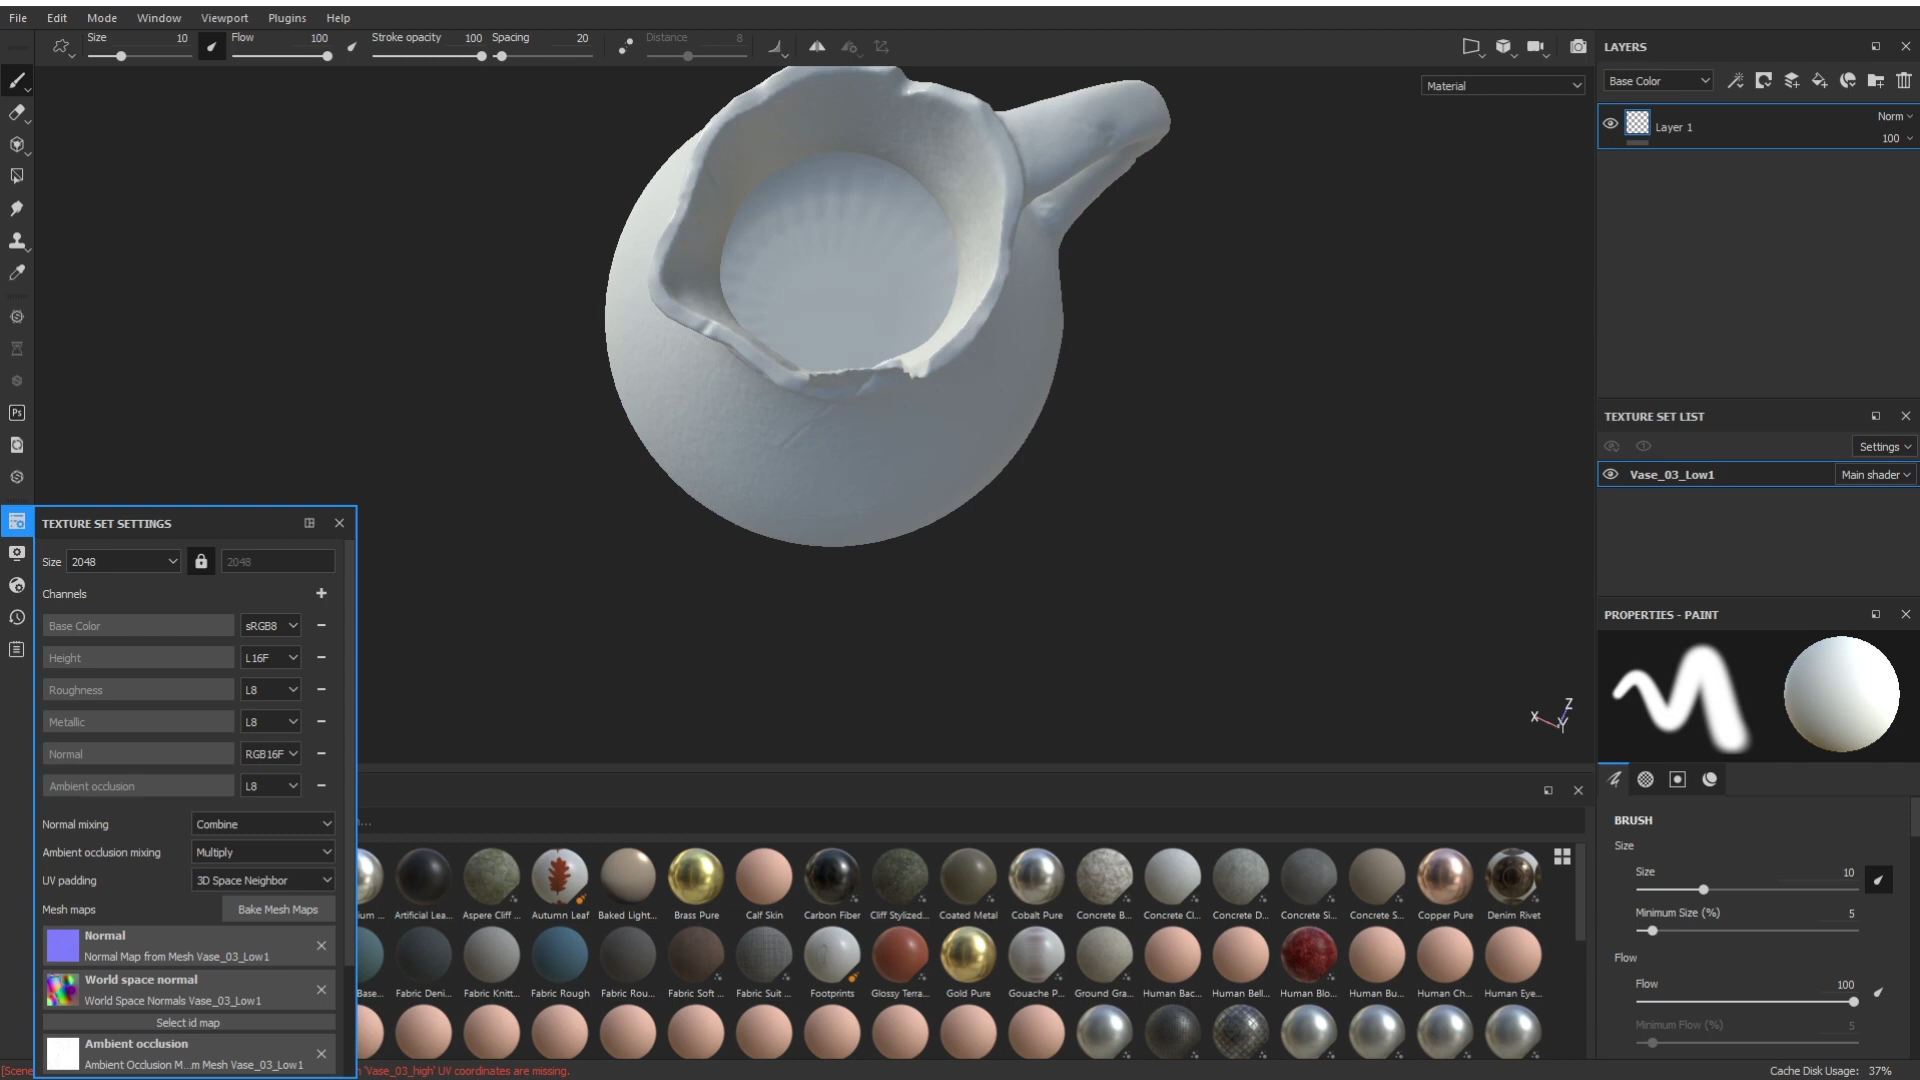 File Edit Mode Window Viewport Plugins Help
Size 10 Flow 100 Stroke opacity 100 Spacing 20 Distance 8
Material
LAYERS
Base Color
Layer 1 Norm
100
TEXTURE SET LIST
Settings
Vase_03_Low1 Main shader
PROPERTIES - PAINT
BRUSH
Size
Size 10
Minimum Size (%) 5
Flow
Flow 100
Minimum Flow (%) 5
Ps
TEXTURE SET SETTINGS
Size 2048 2048
Channels
Base Color sRGB8
Height L16F
Roughness L8
Metallic L8
Normal RGB16F
Ambient occlusion L8
Normal mixing Combine
Ambient occlusion mixing Multiply
UV padding 3D Space Neighbor
Mesh maps Bake Mesh Maps
Normal
Normal Map from Mesh Vase_03_Low1
World space normal
World Space Normals Vase_03_Low1
Select id map
Ambient occlusion
Ambient Occlusion M...m Mesh Vase_03_Low1
X Y Z
Artificial Lea... Aspere Cliff ... Autumn Leaf Baked Light... Brass Pure Calf Skin Carbon Fiber Cliff Stylized... Coated Metal Cobalt Pure Concrete B... Concrete Cl... Concrete D... Concrete Si... Concrete S... Copper Pure Denim Rivet
Base... Fabric Deni... Fabric Knitt... Fabric Rough Fabric Rou... Fabric Soft ... Fabric Suit ... Footprints Glossy Terra... Gold Pure Gouache P... Ground Gra... Human Bac... Human Bell... Human Blo... Human Bu... Human Ch... Human Eye...
[Scene 'Vase_03_high' UV coordinates are missing.
Cache Disk Usage: 37%